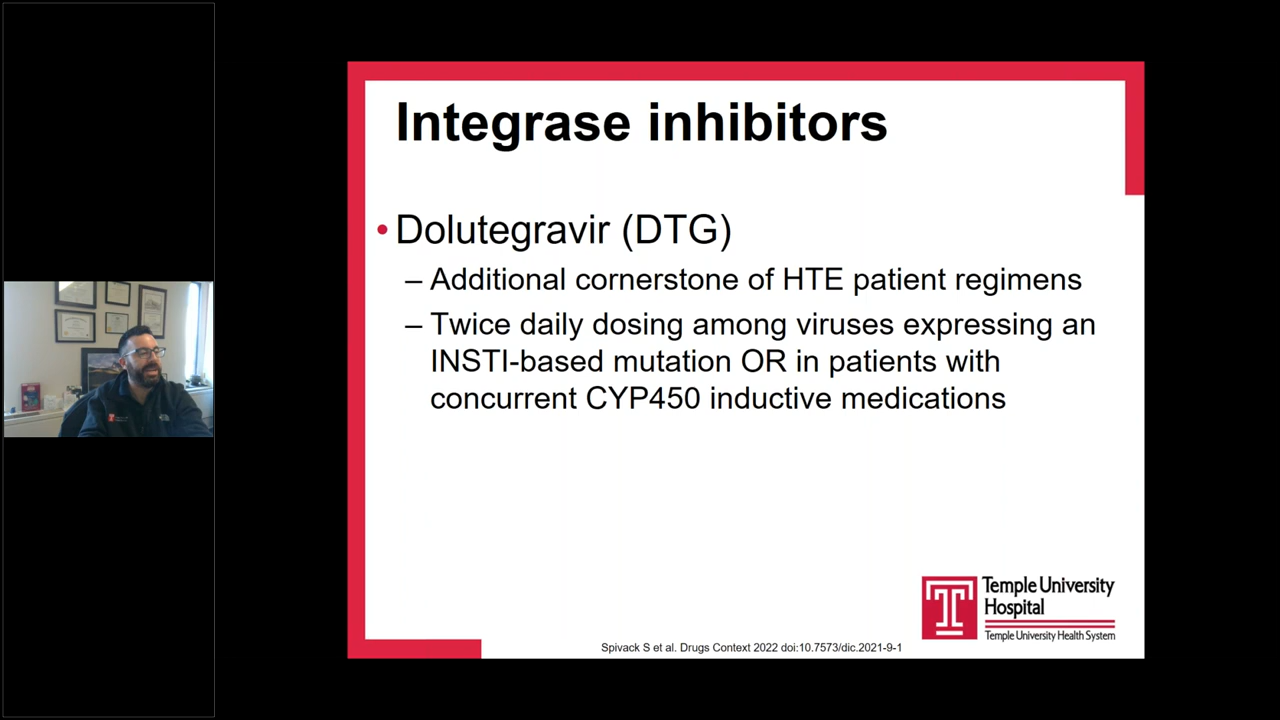 Integrase inhibitors
• Dolutegravir (DTG)
– Additional cornerstone of HTE patient regimens
– Twice daily dosing among viruses expressing an
INSTI-based mutation OR in patients with
concurrent CYP450 inductive medications
Temple University
Hospital
Temple University Health System
Spivack S et al. Drugs Context 2022 doi:10.7573/dic.2021-9-1